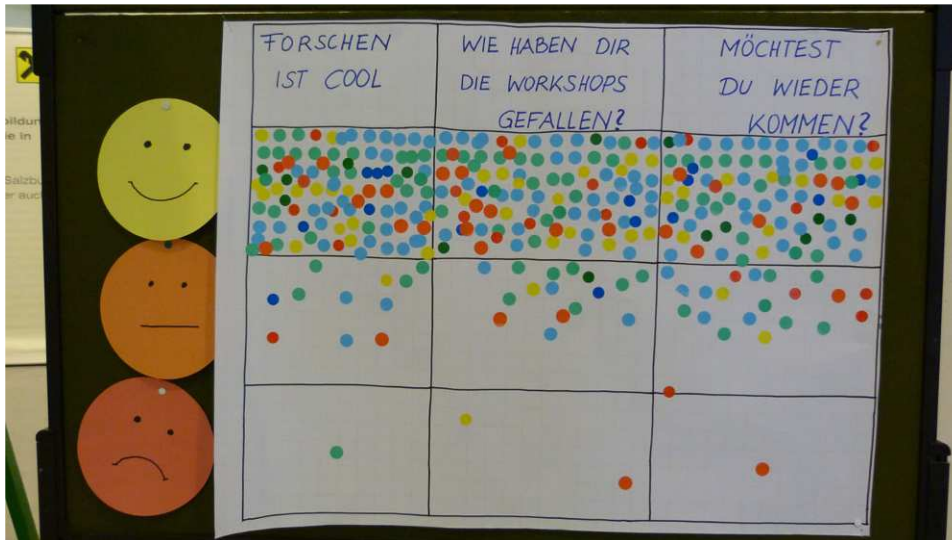 FORSCHEN
IST COOL
WIE HABEN DIR
DIE WORKSHOPS
GEFALLEN?
MÖCHTEST
DU WIEDER
KOMMEN?